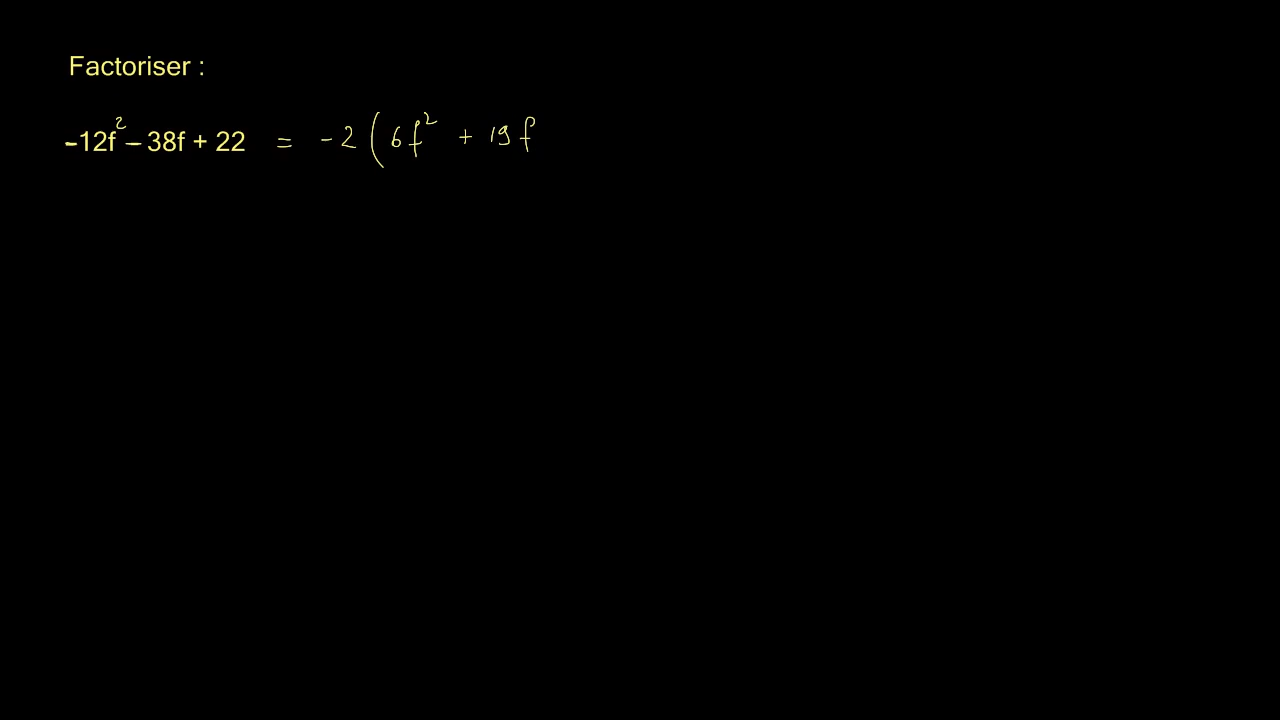 Factoriser :
-12f² – 38f + 22 = -2 ( 6f² + 19f